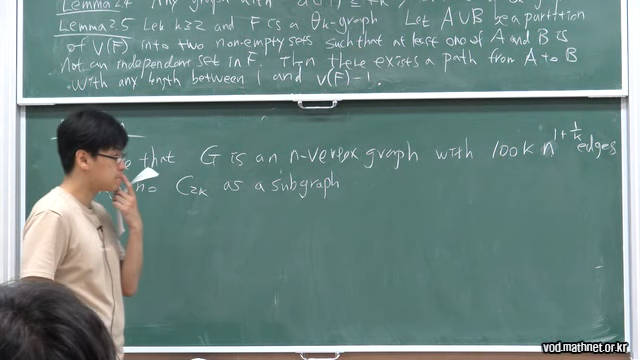 Lemma 2.4 Any graph with
Lemma 2.5 Let k≥2 and F is a θk-graph Let A∪B be a partition
of V(F) into two non-empty sets such that at least one of A and B is
not an independent set in F. Then there exists a path from A to B
with any length between 1 and v(F)-1.
that G is an n-vertex graph with 100k n^{1+1/k} edges
no C_{2k} as a subgraph
vod.mathnet.or.kr